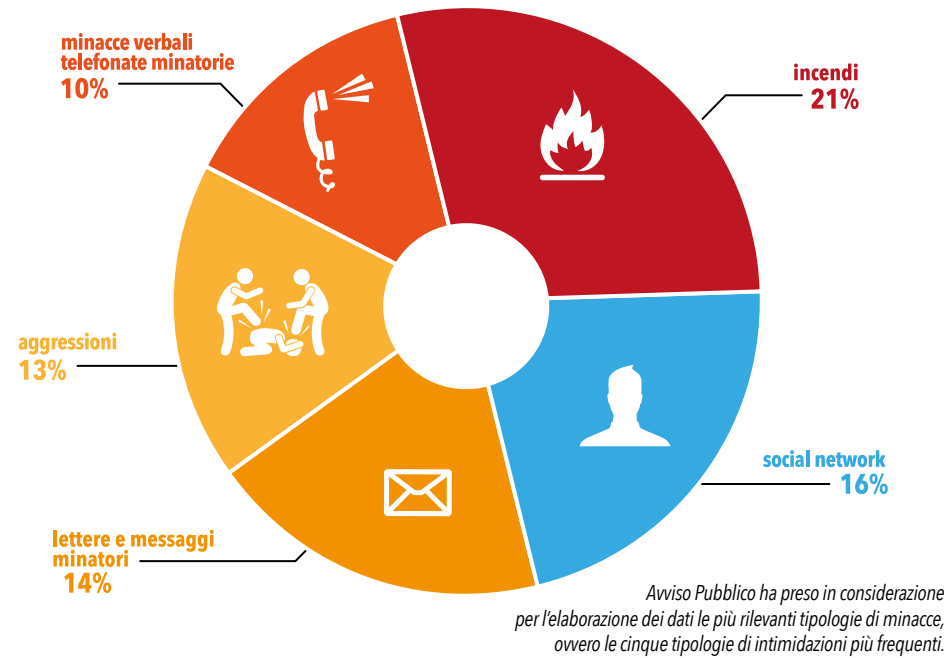 minacce verbali
telefonate minatorie
10%
incendi
21%
aggressioni
13%
social network
16%
lettere e messaggi
minatori
14%
Avviso Pubblico ha preso in considerazione
per l'elaborazione dei dati le più rilevanti tipologie di minacce,
ovvero le cinque tipologie di intimidazioni più frequenti.